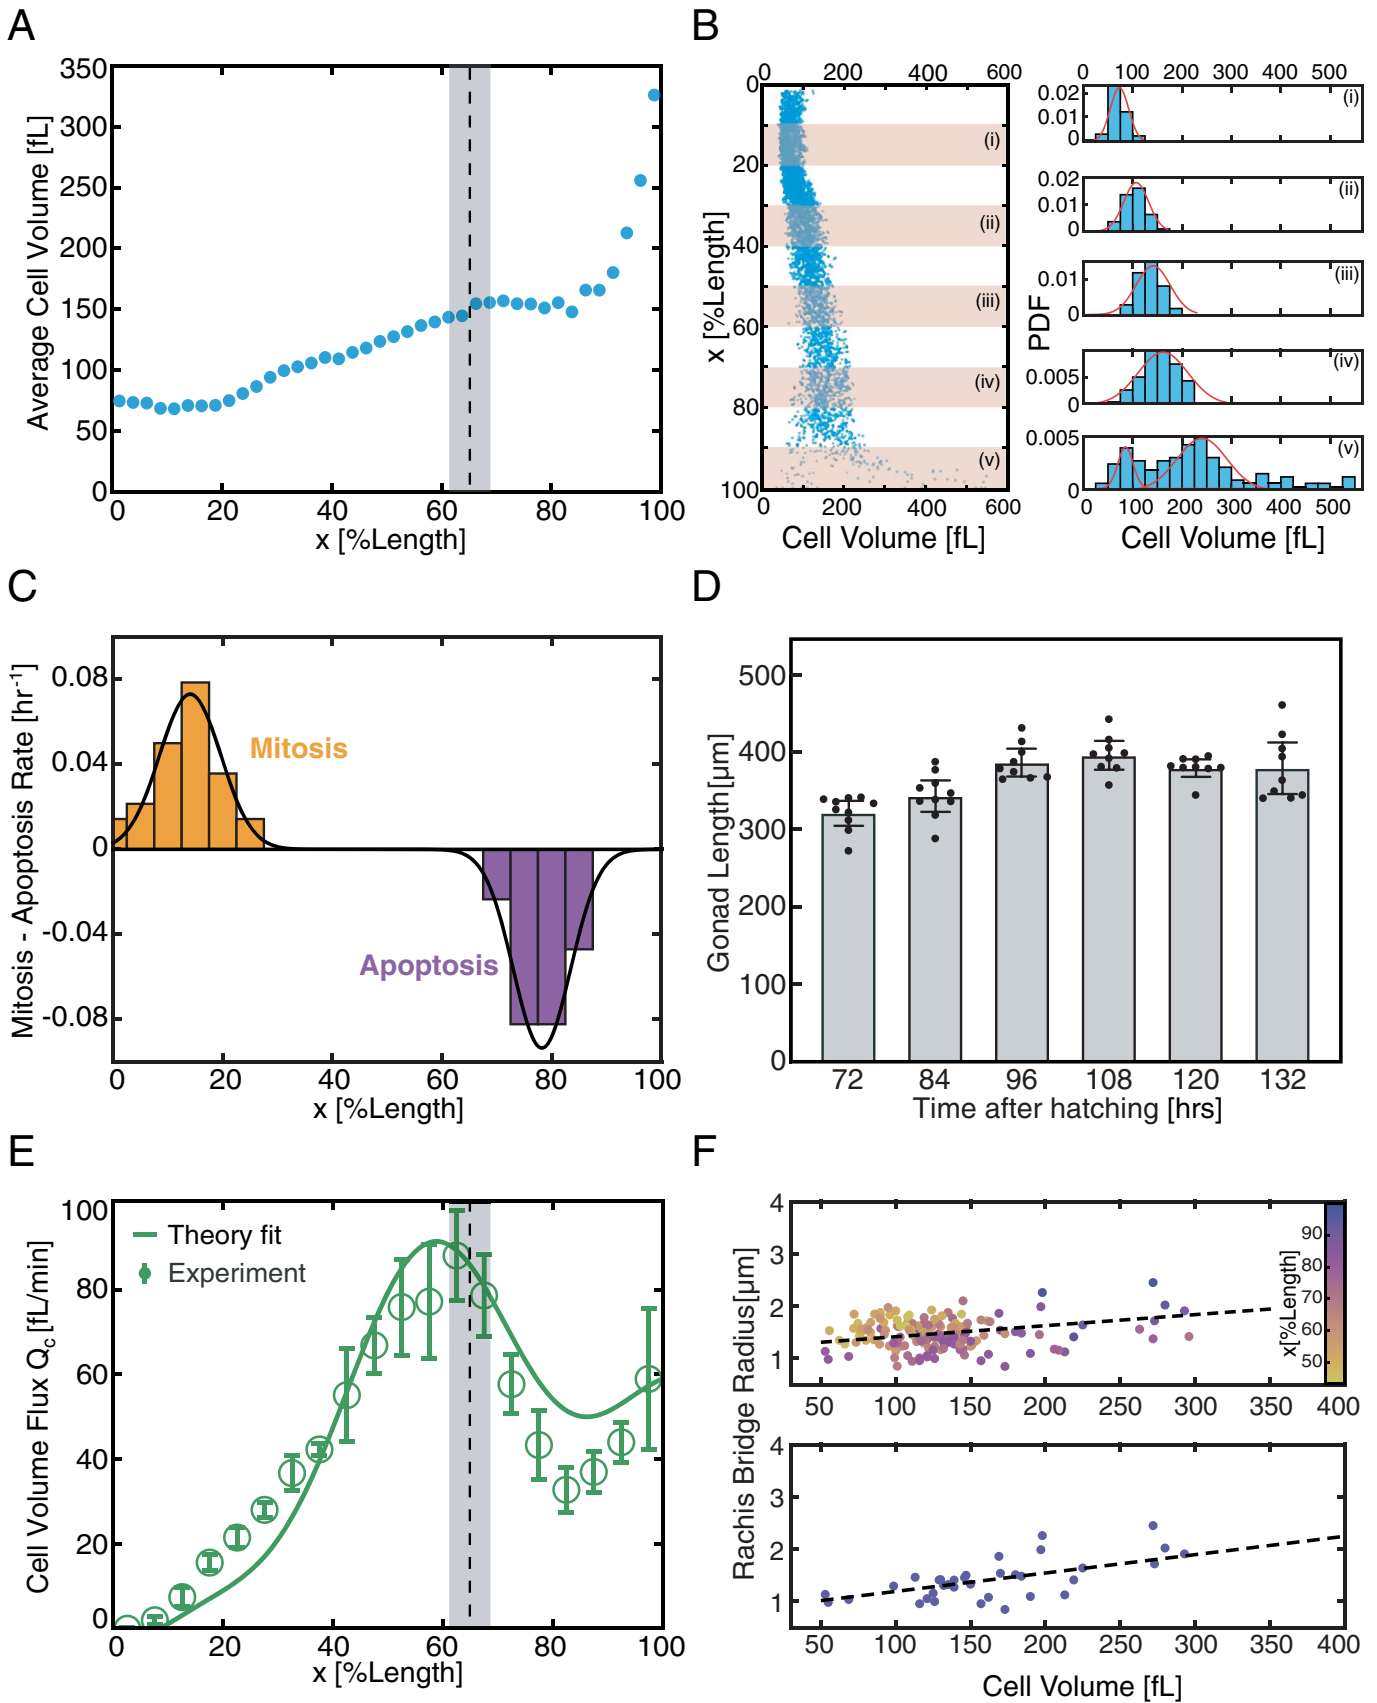 A
350
300
250
200
150
100
50
0
Average Cell Volume [fL]
0 20 40 60 80 100
x [%Length]
B
0 200 400 600
0
20
40
60
80
100
x [%Length]
(i)
(ii)
(iii)
(iv)
(v)
0 200 400 600
Cell Volume [fL]
0 100 200 300 400 500
0.02
0.01
0
(i)
0.02
0.01
0
(ii)
0.01
0
(iii)
0.005
0
(iv)
0.005
0
(v)
PDF
0 100 200 300 400 500
Cell Volume [fL]
C
0.08
0.04
0
-0.04
-0.08
Mitosis - Apoptosis Rate [hr-1]
Mitosis
Apoptosis
0 20 40 60 80 100
x [%Length]
D
500
400
300
200
100
0
Gonad Length[µm]
72 84 96 108 120 132
Time after hatching [hrs]
E
100
80
60
40
20
0
Cell Volume Flux Qc [fL/min]
Theory fit
Experiment
0 20 40 60 80 100
x [%Length]
F
4
3
2
1
90
80
70
60
50
x[%Length]
50 100 150 200 250 300 350 400
Rachis Bridge Radius[µm]
4
3
2
1
50 100 150 200 250 300 350 400
Cell Volume [fL]